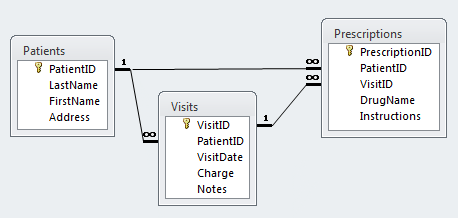 Patients
PatientID
LastName
FirstName
Address
1
∞
Visits
VisitID
PatientID
VisitDate
Charge
Notes
1
∞
Prescriptions
PrescriptionID
PatientID
VisitID
DrugName
Instructions
∞